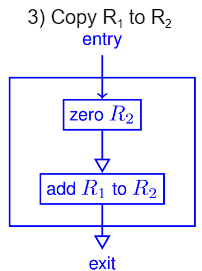 3) Copy R₁ to R₂
entry
zero R₂
add R₁ to R₂
exit